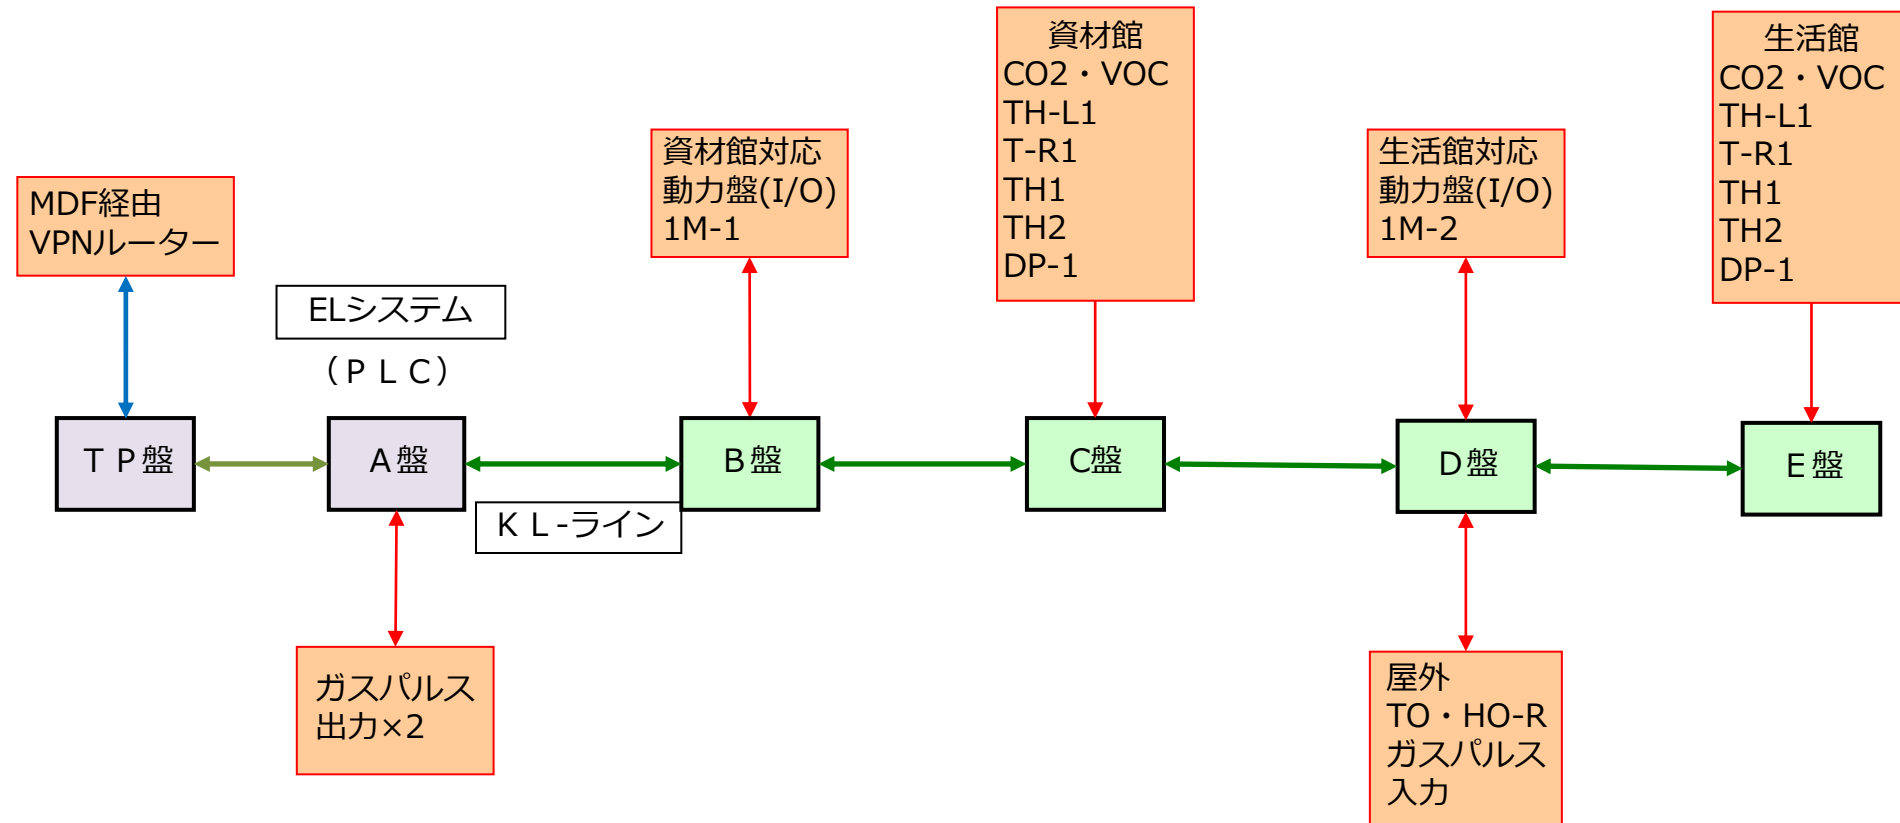 MDF経由
VPNルーター
ELシステム
（ＰＬＣ）
資材館対応
動力盤(I/O)
1M-1
資材館
CO2・VOC
TH-L1
T-R1
TH1
TH2
DP-1
生活館対応
動力盤(I/O)
1M-2
生活館
CO2・VOC
TH-L1
T-R1
TH1
TH2
DP-1
ＴＰ盤
Ａ盤
Ｂ盤
C盤
Ｄ盤
Ｅ盤
ＫＬ-ライン
ガスパルス
出力×2
屋外
TO・HO-R
ガスパルス
入力